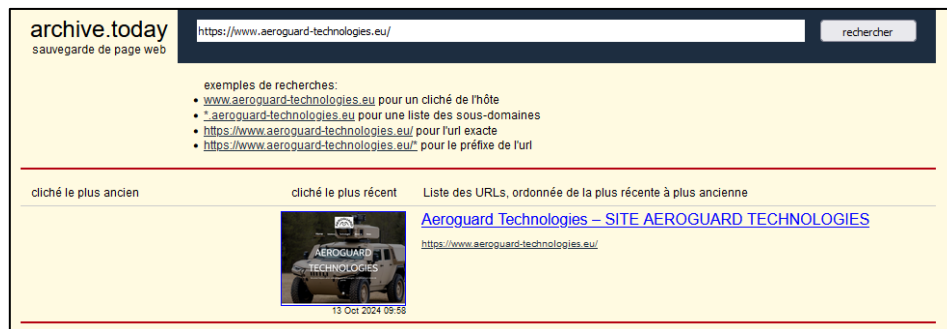 archive.today
sauvegarde de page web
https://www.aeroguard-technologies.eu/
rechercher
exemples de recherches:
• www.aeroguard-technologies.eu pour un cliché de l'hôte
• *.aeroguard-technologies.eu pour une liste des sous-domaines
• https://www.aeroguard-technologies.eu/ pour l'url exacte
• https://www.aeroguard-technologies.eu/* pour le préfixe de l'url
cliché le plus ancien
cliché le plus récent
Liste des URLs, ordonnée de la plus récente à plus ancienne
AEROGUARD
TECHNOLOGIES
13 Oct 2024 09:58
Aeroguard Technologies – SITE AEROGUARD TECHNOLOGIES
https://www.aeroguard-technologies.eu/